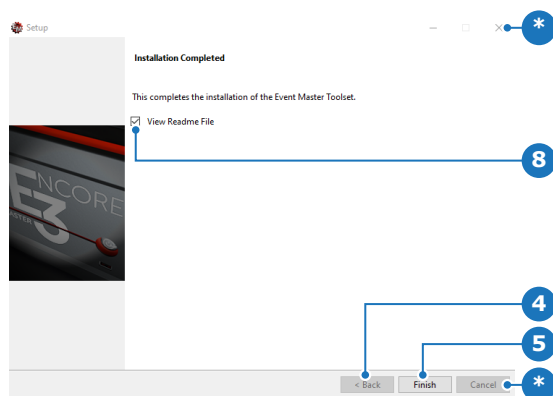 Setup
*
Installation Completed
This completes the installation of the Event Master Toolset.
View Readme File
8
ENCORE
E3
MASTER
4
5
< Back
Finish
Cancel
*